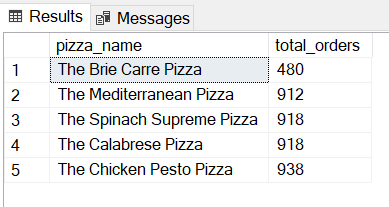 Results Messages
pizza_name total_orders
1 The Brie Carre Pizza 480
2 The Mediterranean Pizza 912
3 The Spinach Supreme Pizza 918
4 The Calabrese Pizza 918
5 The Chicken Pesto Pizza 938